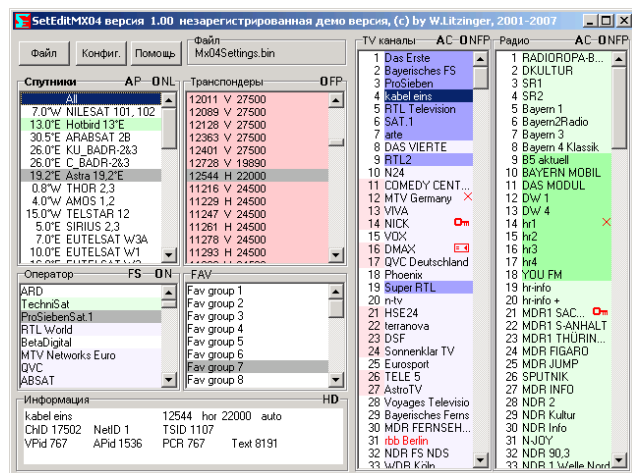 SetEditMX04 версия 1.00 незарегистрированная демо версия, (c) by W.Litzinger, 2001-2007
Файл Конфиг. Помощь
Файл
Mx04Settings.bin
Спутники AP ONL
All
7.0°W NILESAT 101, 102
13.0°E Hotbird 13°E
30.5°E ARABSAT 2B
26.0°E KU_BADR-2&3
26.0°E C_BADR-2&3
19.2°E Astra 19,2°E
0.8°W THOR 2,3
4.0°W AMOS 1,2
15.0°W TELSTAR 12
5.0°E SIRIUS 2,3
7.0°E EUTELSAT W3A
10.0°E EUTELSAT W1
Транспондеры OFP
12011 V 27500
12089 V 27500
12128 V 27500
12363 V 27500
12401 V 27500
12728 V 19890
12544 H 22000
11216 V 24500
11229 H 24500
11247 V 24500
11261 H 24500
11278 V 24500
11293 H 24500
Оператор FS ON
ARD
TechniSat
ProSiebenSat.1
RTL World
BetaDigital
MTV Networks Euro
QVC
ABSAT
FAV
Fav group 1
Fav group 2
Fav group 3
Fav group 4
Fav group 5
Fav group 6
Fav group 7
Fav group 8
Информация HD
kabel eins 12544 hor 22000 auto
ChID 17502 NetID 1 TSID 1107
VPid 767 APid 1536 PCR 767 Text 8191
TV каналы AC ONFP
1 Das Erste
2 Bayerisches FS
3 ProSieben
4 kabel eins
5 RTL Television
6 SAT.1
7 arte
8 DAS VIERTE
9 RTL2
10 N24
11 COMEDY CENT...
12 MTV Germany
13 VIVA
14 NICK
15 VOX
16 DMAX
17 QVC Deutschland
18 Phoenix
19 Super RTL
20 n-tv
21 HSE24
22 terranova
23 DSF
24 Sonnenklar TV
25 Eurosport
26 TELE 5
27 AstroTV
28 Voyages Televisio
29 Bayerisches Ferns
30 MDR FERNSEH...
31 rbb Berlin
32 NDR FS NDS
33 WDR Köln
Радио AC ONFP
1 RADIOROPA-B...
2 DKULTUR
3 SR1
4 SR2
5 Bayern 1
6 Bayern2Radio
7 Bayern 3
8 Bayern 4 Klassik
9 B5 aktuell
10 BAYERN MOBIL
11 DAS MODUL
12 DW 1
13 DW 4
14 hr1
15 hr2
16 hr3
17 hr4
18 YOU FM
19 hr-info
20 hr-info +
21 MDR1 SAC...
22 MDR1 S-ANHALT
23 MDR1 THÜRIN...
24 MDR FIGARO
25 MDR JUMP
26 SPUTNIK
27 MDR INFO
28 NDR 2
29 NDR Kultur
30 NDR Info
31 N-JOY
32 NDR 90,3
33 NDR 1 Welle Nord